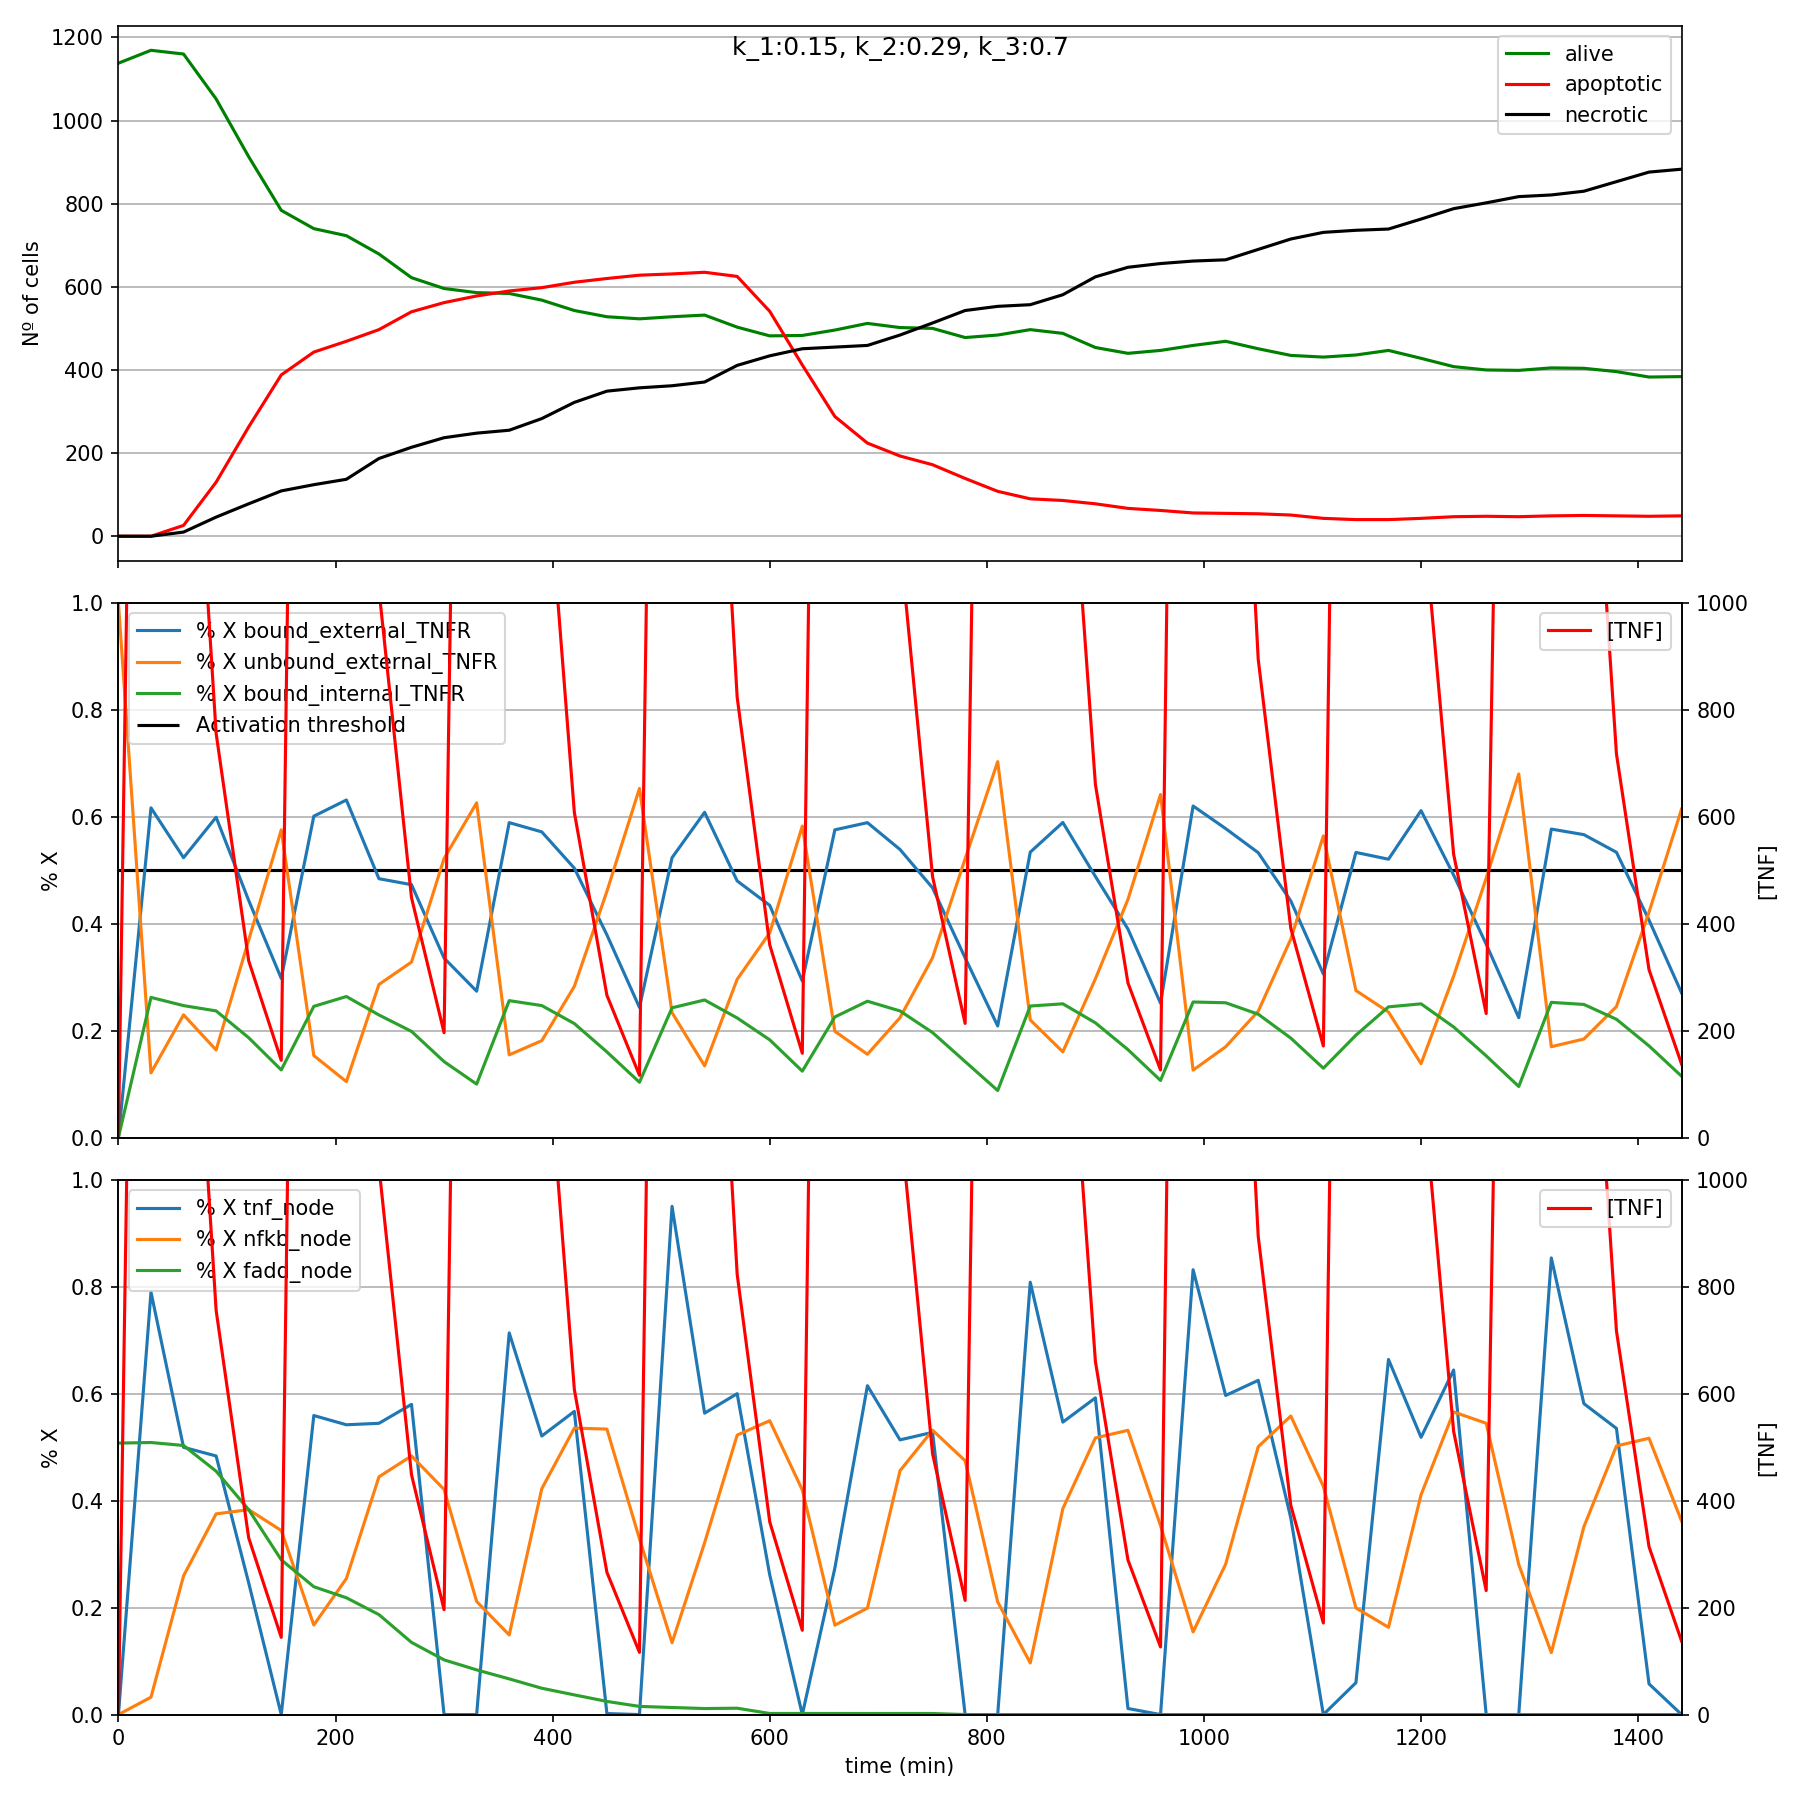 k_1:0.15, k_2:0.29, k_3:0.7
alive
apoptotic
necrotic
1200
1000
800
600
400
200
0
Nº of cells
% X bound_external_TNFR
% X unbound_external_TNFR
% X bound_internal_TNFR
Activation threshold
[TNF]
1.0
0.8
0.6
0.4
0.2
0.0
% X
1000
800
600
400
200
0
[TNF]
% X tnf_node
% X nfkb_node
% X fadd_node
[TNF]
1.0
0.8
0.6
0.4
0.2
0.0
% X
1000
800
600
400
200
0
[TNF]
0 200 400 600 800 1000 1200 1400
time (min)